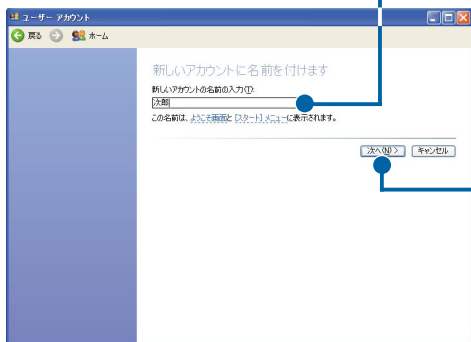 ユーザー アカウント
戻る ホーム
新しいアカウントに名前を付けます
新しいアカウントの名前の入力(T):
次郎
この名前は、ようこそ画面と [スタート] メニューに表示されます。
次へ(N) > キャンセル